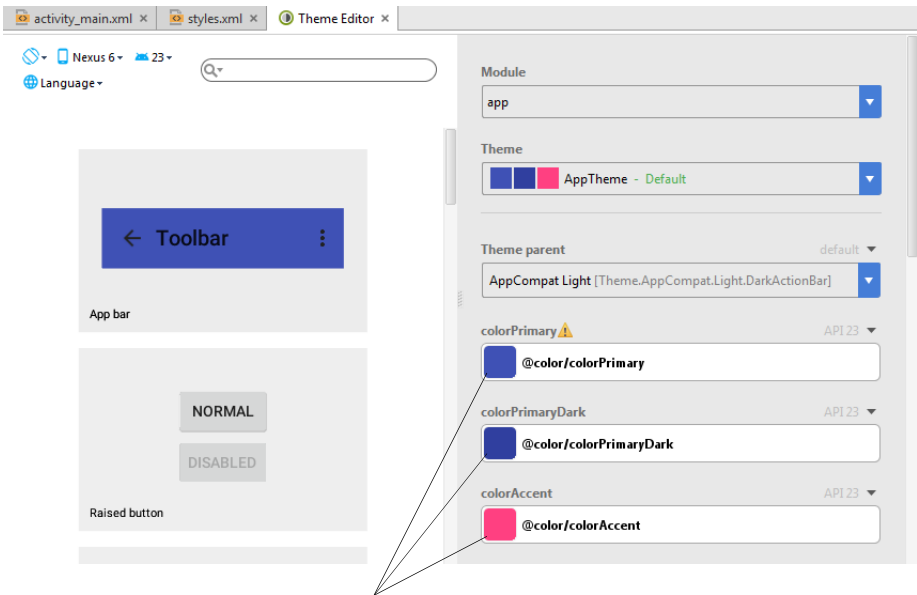 activity_main.xml × styles.xml × Theme Editor ×
Nexus 6 23
Language
App bar
Toolbar
NORMAL
DISABLED
Raised button
Module
app
Theme
AppTheme - Default
Theme parent default
AppCompat Light [Theme.AppCompat.Light.DarkActionBar]
colorPrimary API 23
@color/colorPrimary
colorPrimaryDark API 23
@color/colorPrimaryDark
colorAccent API 23
@color/colorAccent